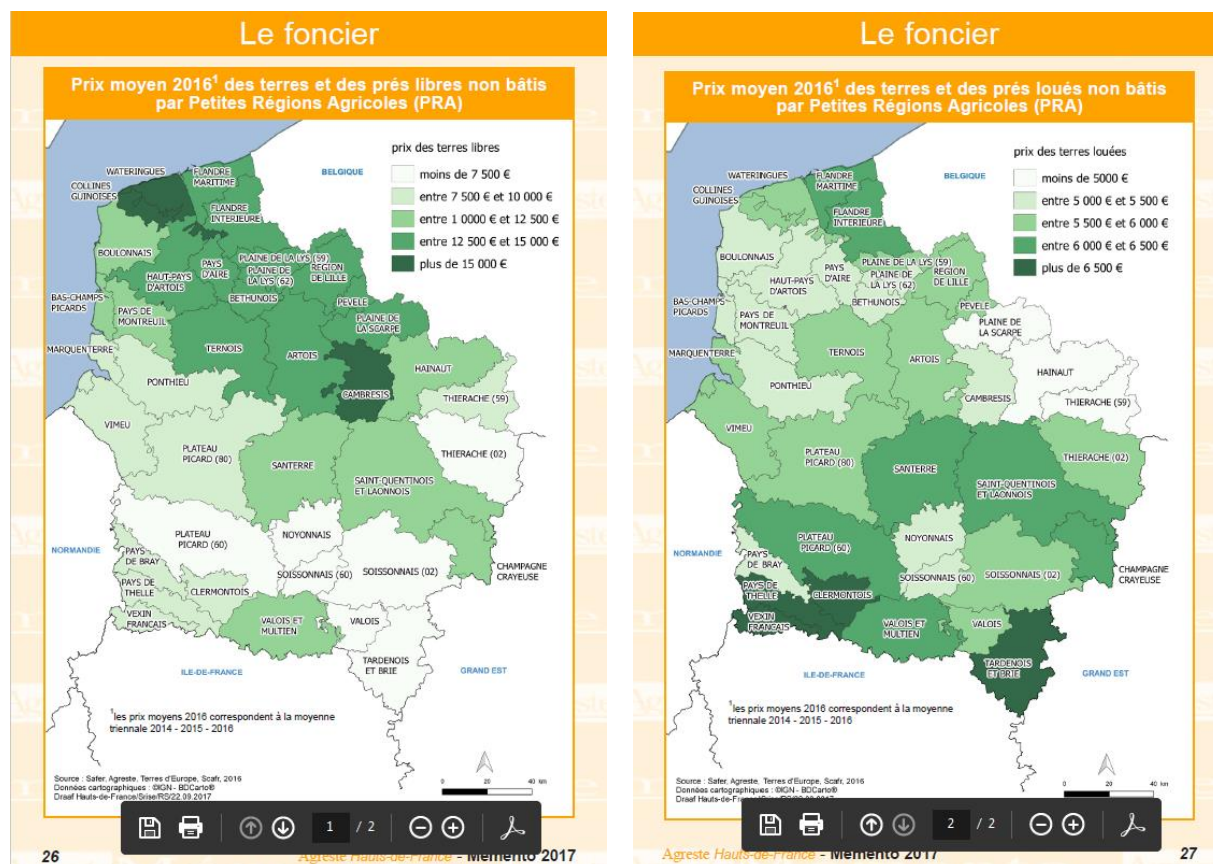 Le foncier
Prix moyen 2016¹ des terres et des prés libres non bâtis
par Petites Régions Agricoles (PRA)
prix des terres libres
moins de 7 500 €
entre 7 500 € et 10 000 €
entre 1 0000 € et 12 500 €
entre 12 500 € et 15 000 €
plus de 15 000 €
BELGIQUE
WATERINGUES
FLANDRE
MARITIME
COLLINES
GUINOISES
FLANDRE
INTERIEURE
BOULONNAIS
HAUT-PAYS
D'ARTOIS
PAYS
D'AIRE
PLAINE DE LA LYS (59)
PLAINE DE
LA LYS (62)
REGION
DE LILLE
BETHUNOIS
PEVELE
BAS-CHAMPS
PICARDS
PAYS DE
MONTREUIL
PLAINE DE
LA SCARPE
MARQUENTERRE
TERNOIS
ARTOIS
HAINAUT
PONTHIEU
CAMBRESIS
THIERACHE (59)
VIMEU
PLATEAU
PICARD (80)
SANTERRE
THIERACHE (02)
SAINT-QUENTINOIS
ET LAONNOIS
NORMANDIE
PLATEAU
PICARD (60)
NOYONNAIS
PAYS
DE BRAY
SOISSONNAIS (60)
SOISSONNAIS (02)
CHAMPAGNE
CRAYEUSE
PAYS DE
THELLE
CLERMONTOIS
VEXIN
FRANCAIS
VALOIS ET
MULTIEN
VALOIS
TARDENOIS
ET BRIE
ILE-DE-FRANCE
GRAND EST
¹les prix moyens 2016 correspondent à la moyenne
triennale 2014 - 2015 - 2016
Source : Safer, Agreste, Terres d'Europe, Scafr, 2016
Données cartographiques : ©IGN - BDCarto®
Draaf Hauts-de-France/Srise/RS/22.09.2017
0 20 40 km
1 / 2
26
Agreste Hauts-de-France - Mémento 2017
Le foncier
Prix moyen 2016¹ des terres et des prés loués non bâtis
par Petites Régions Agricoles (PRA)
prix des terres louées
moins de 5000 €
entre 5 000 € et 5 500 €
entre 5 500 € et 6 000 €
entre 6 000 € et 6 500 €
plus de 6 500 €
BELGIQUE
WATERINGUES
FLANDRE
MARITIME
COLLINES
GUINOISES
FLANDRE
INTERIEURE
BOULONNAIS
HAUT-PAYS
D'ARTOIS
PAYS
D'AIRE
PLAINE DE LA LYS (59)
PLAINE DE
LA LYS (62)
REGION
DE LILLE
BETHUNOIS
PEVELE
BAS-CHAMPS
PICARDS
PAYS DE
MONTREUIL
PLAINE DE
LA SCARPE
MARQUENTERRE
TERNOIS
ARTOIS
HAINAUT
PONTHIEU
CAMBRESIS
THIERACHE (59)
VIMEU
PLATEAU
PICARD (80)
SANTERRE
THIERACHE (02)
SAINT-QUENTINOIS
ET LAONNOIS
NORMANDIE
PLATEAU
PICARD (60)
NOYONNAIS
PAYS
DE BRAY
SOISSONNAIS (60)
SOISSONNAIS (02)
CHAMPAGNE
CRAYEUSE
PAYS DE
THELLE
CLERMONTOIS
VEXIN
FRANCAIS
VALOIS ET
MULTIEN
VALOIS
TARDENOIS
ET BRIE
ILE-DE-FRANCE
GRAND EST
¹les prix moyens 2016 correspondent à la moyenne
triennale 2014 - 2015 - 2016
Source : Safer, Agreste, Terres d'Europe, Scafr, 2016
Données cartographiques : ©IGN - BDCarto®
Draaf Hauts-de-France/Srise/RS/22.09.2017
0 20 40 km
2 / 2
Agreste Hauts-de-France - Mémento 2017
27